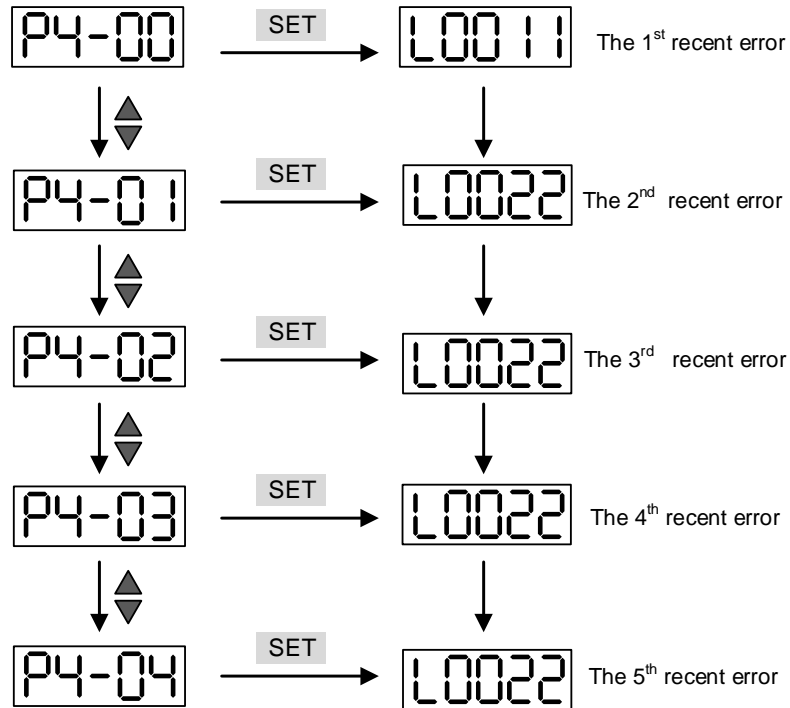 P4-00 SET L0011 The 1st recent error
P4-01 SET L0022 The 2nd recent error
P4-02 SET L0022 The 3rd recent error
P4-03 SET L0022 The 4th recent error
P4-04 SET L0022 The 5th recent error